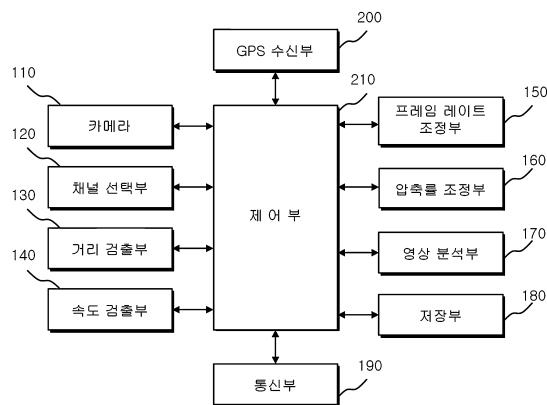 200
GPS 수신부
110
210
150
카메라
프레임 레이트
조정부
120
160
채널 선택부
압축률 조정부
130
제 어 부
170
거리 검출부
영상 분석부
140
180
속도 검출부
저장부
190
통신부